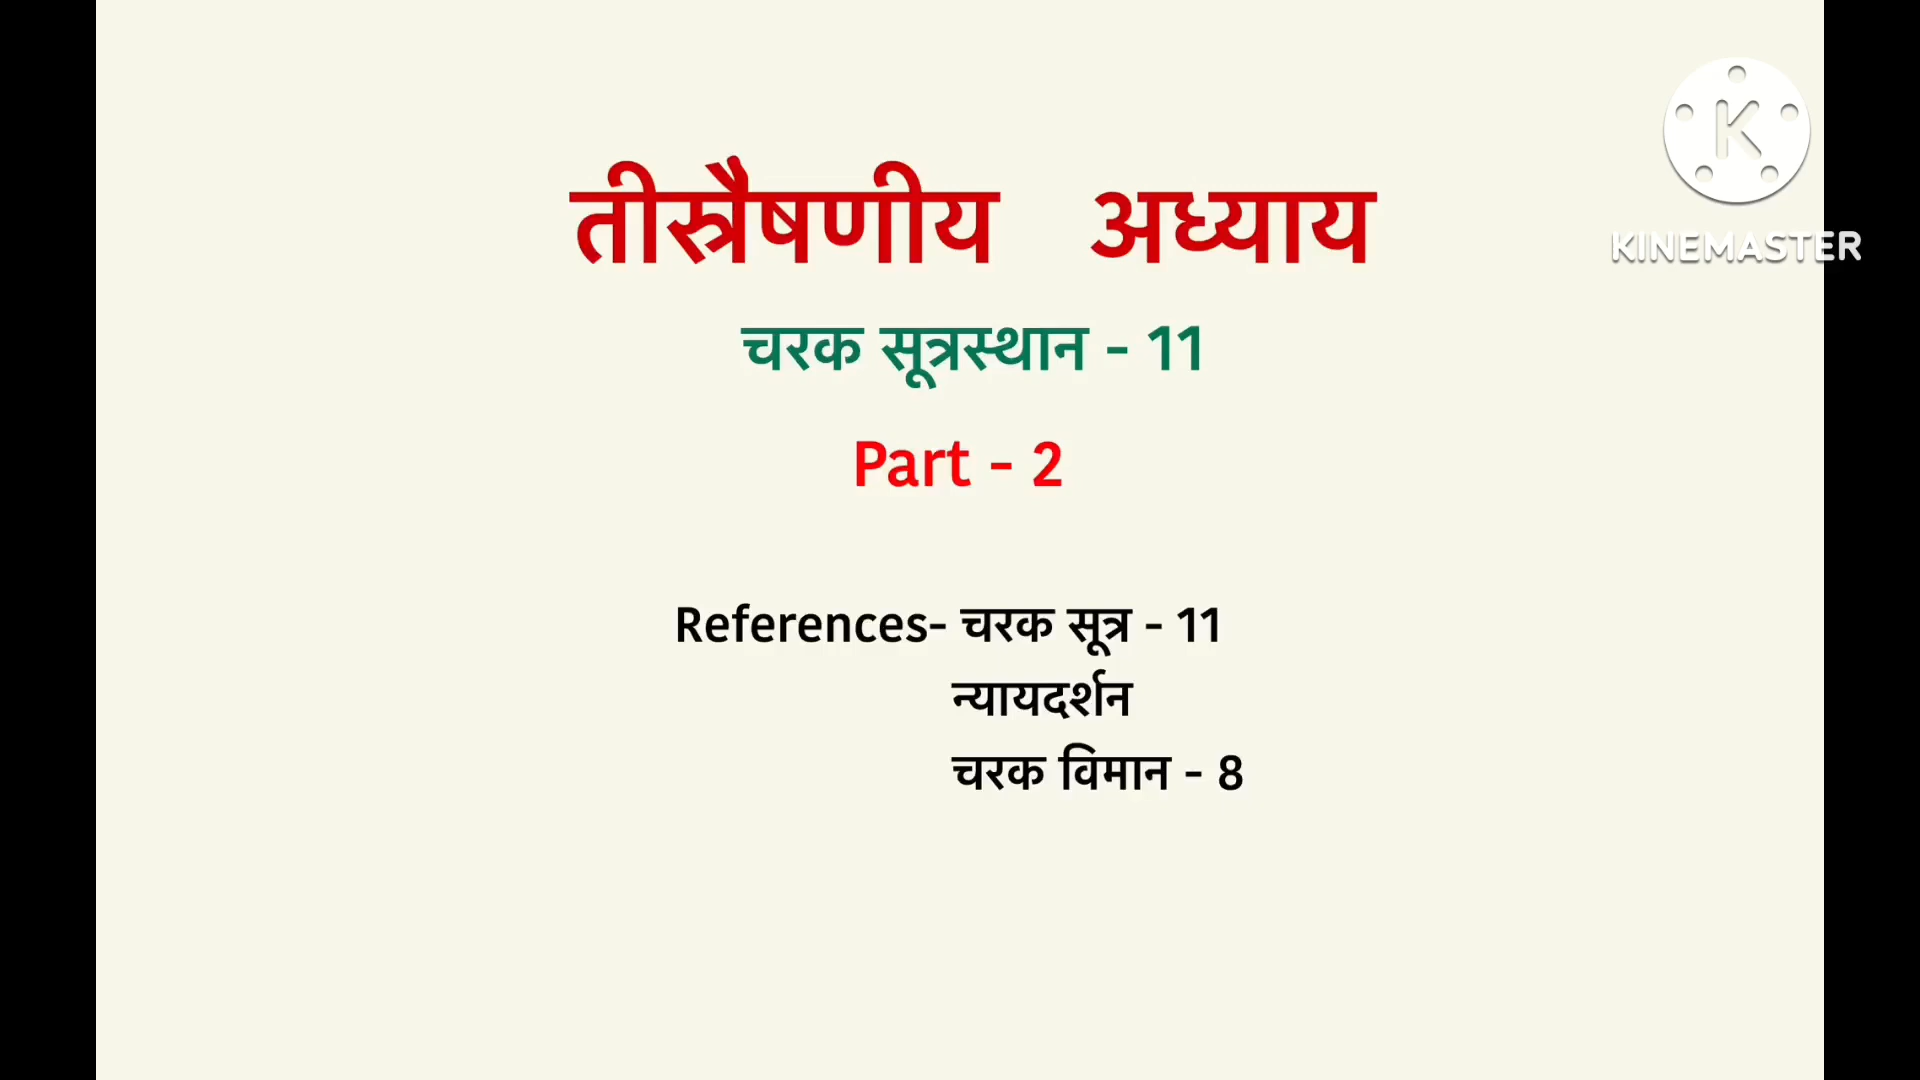 तीस्त्रैषणीय अध्याय
चरक सूत्रस्थान - 11
Part - 2
References- चरक सूत्र - 11
न्यायदर्शन
चरक विमान - 8
K
KINEMASTER